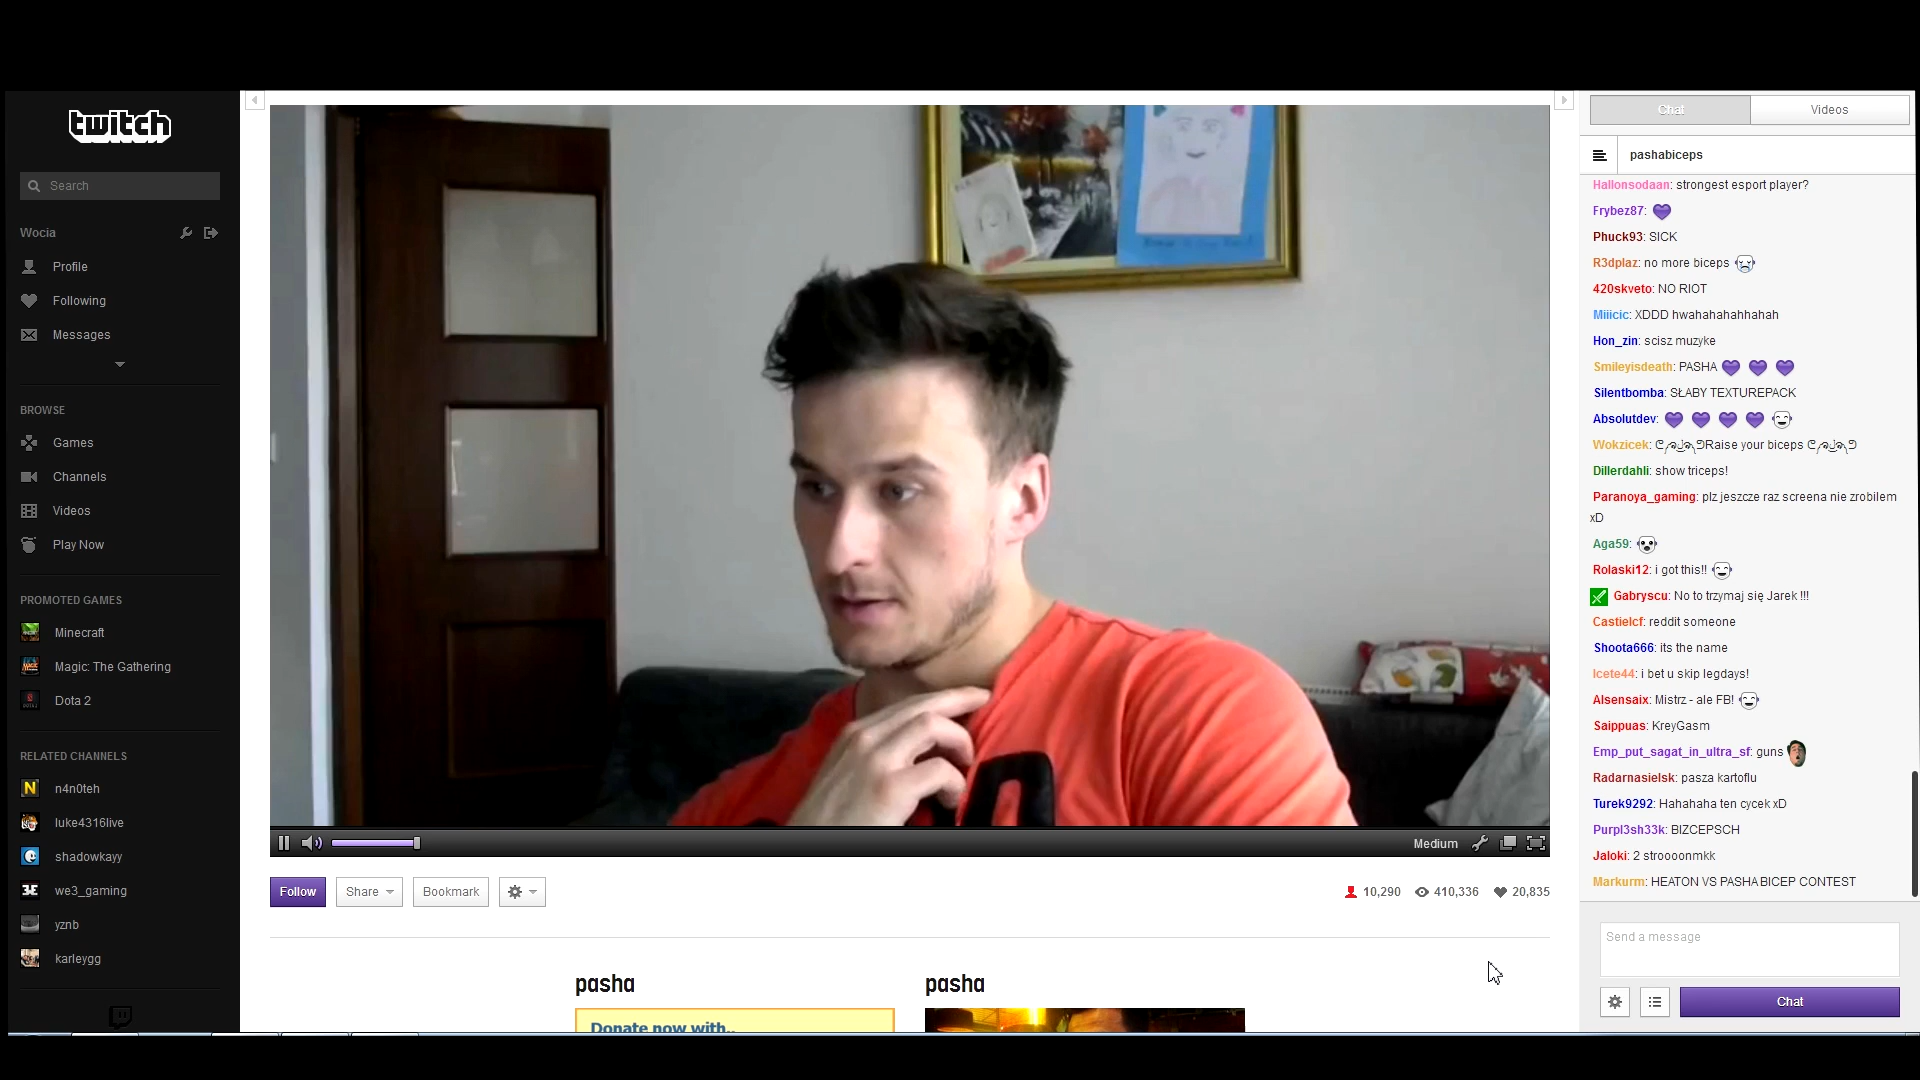 twitch
Search
Wocia
Profile
Following
Messages
BROWSE
Games
Channels
Videos
Play Now
PROMOTED GAMES
Minecraft
Magic: The Gathering
Dota 2
RELATED CHANNELS
n4n0teh
luke4316live
shadowkayy
we3_gaming
yznb
karleygg
Medium
Follow
Share
Bookmark
10,290
410,336
20,835
pasha
Donate now with..
pasha
Chat
Videos
pashabiceps
Hallonsodaan: strongest esport player?
Frybez87:
Phuck93: SICK
R3dplaz: no more biceps
420skveto: NO RIOT
Miiicic: XDDD hwahahahahhahah
Hon_zin: scisz muzyke
Smileyisdeath: PASHA
Silentbomba: SŁABY TEXTUREPACK
Absolutdev:
Wokzicek: Raise your biceps
Dillerdahli: show triceps!
Paranoya_gaming: plz jeszcze raz screena nie zrobilem
xD
Aga59:
Rolaski12: i got this!!
Gabryscu: No to trzymaj się Jarek !!!
Castielcf: reddit someone
Shoota666: its the name
Icete44: i bet u skip legdays!
Alsensaix: Mistrz - ale FB!
Saippuas: KreyGasm
Emp_put_sagat_in_ultra_sf: guns
Radarnasielsk: pasza kartoflu
Turek9292: Hahahaha ten cycek xD
Purpl3sh33k: BIZCEPSCH
Jaloki: 2 stroooonmkk
Markurm: HEATON VS PASHA BICEP CONTEST
Send a message
Chat